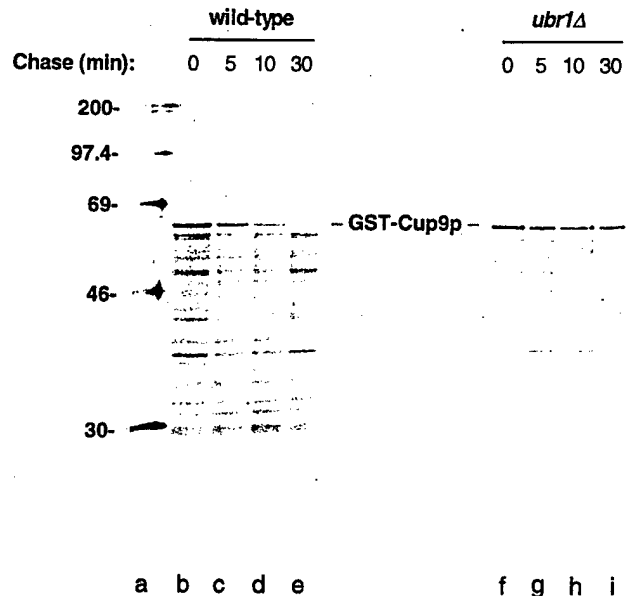 wild-type ubr1Δ
Chase (min): 0 5 10 30 0 5 10 30
200-
97.4-
69-
- GST-Cup9p -
46-
30-
a b c d e f g h i